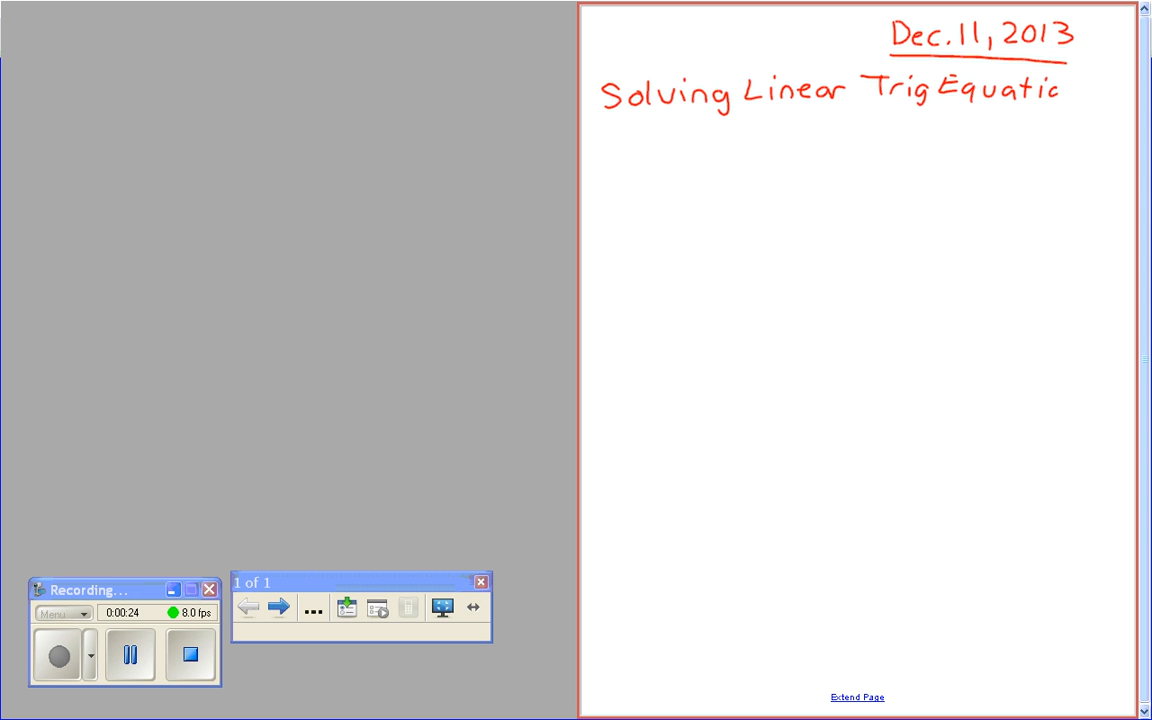 Dec. 11, 2013
Solving Linear Trig Equatic
Recording...
Menu
0:00:24
8.0 fps
1 of 1
...
Extend Page